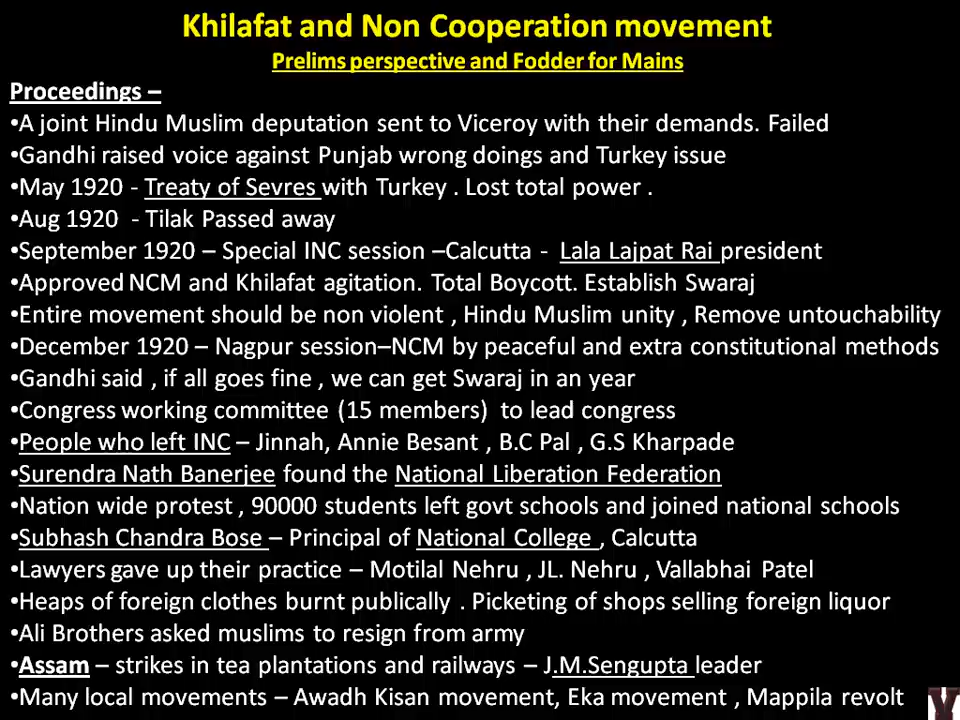 Khilafat and Non Cooperation movement
Prelims perspective and Fodder for Mains
Proceedings –
•A joint Hindu Muslim deputation sent to Viceroy with their demands. Failed
•Gandhi raised voice against Punjab wrong doings and Turkey issue
•May 1920 - Treaty of Sevres with Turkey . Lost total power .
•Aug 1920 - Tilak Passed away
•September 1920 – Special INC session –Calcutta - Lala Lajpat Rai president
•Approved NCM and Khilafat agitation. Total Boycott. Establish Swaraj
•Entire movement should be non violent , Hindu Muslim unity , Remove untouchability
•December 1920 – Nagpur session–NCM by peaceful and extra constitutional methods
•Gandhi said , if all goes fine , we can get Swaraj in an year
•Congress working committee (15 members) to lead congress
•People who left INC – Jinnah, Annie Besant , B.C Pal , G.S Kharpade
•Surendra Nath Banerjee found the National Liberation Federation
•Nation wide protest , 90000 students left govt schools and joined national schools
•Subhash Chandra Bose – Principal of National College , Calcutta
•Lawyers gave up their practice – Motilal Nehru , JL. Nehru , Vallabhai Patel
•Heaps of foreign clothes burnt publically . Picketing of shops selling foreign liquor
•Ali Brothers asked muslims to resign from army
•Assam – strikes in tea plantations and railways – J.M.Sengupta leader
•Many local movements – Awadh Kisan movement, Eka movement , Mappila revolt